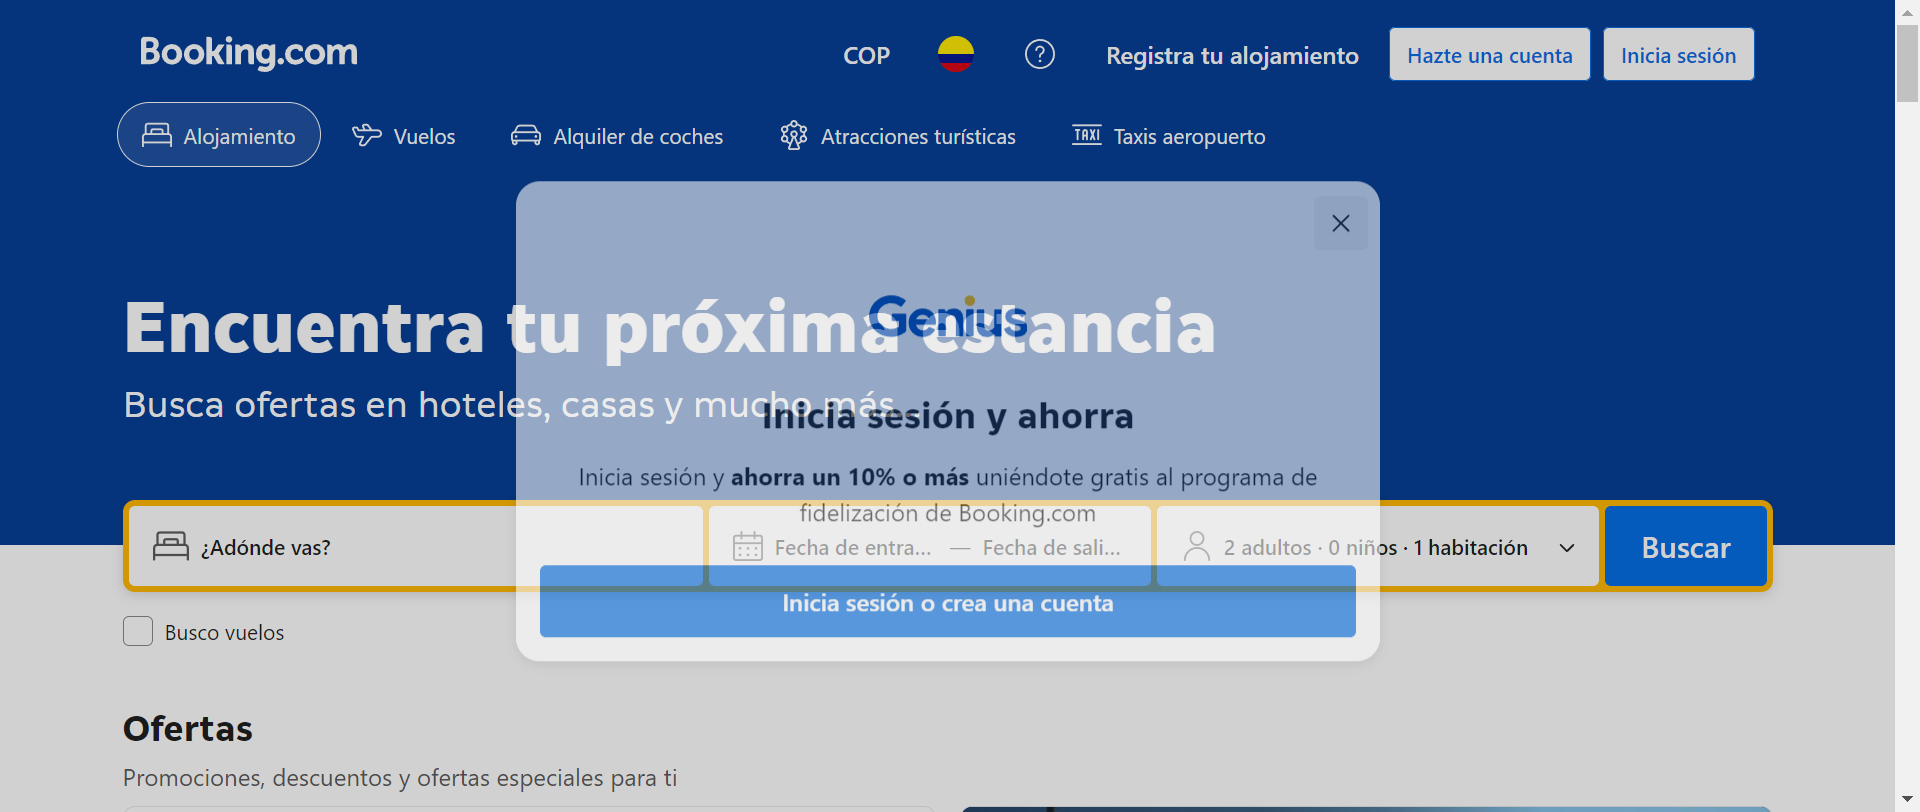 Booking.com
COP
Registra tu alojamiento
Hazte una cuenta
Inicia sesión
Alojamiento
Vuelos
Alquiler de coches
Atracciones turísticas
TAXI
Taxis aeropuerto
Encuentra tu próxima estancia
Busca ofertas en hoteles, casas y mucho más...
Genius
Inicia sesión y ahorra
Inicia sesión y ahorra un 10% o más uniéndote gratis al programa de
fidelización de Booking.com
Inicia sesión o crea una cuenta
¿Adónde vas?
Fecha de entra... — Fecha de sali...
2 adultos · 0 niños · 1 habitación
Buscar
Busco vuelos
Ofertas
Promociones, descuentos y ofertas especiales para ti